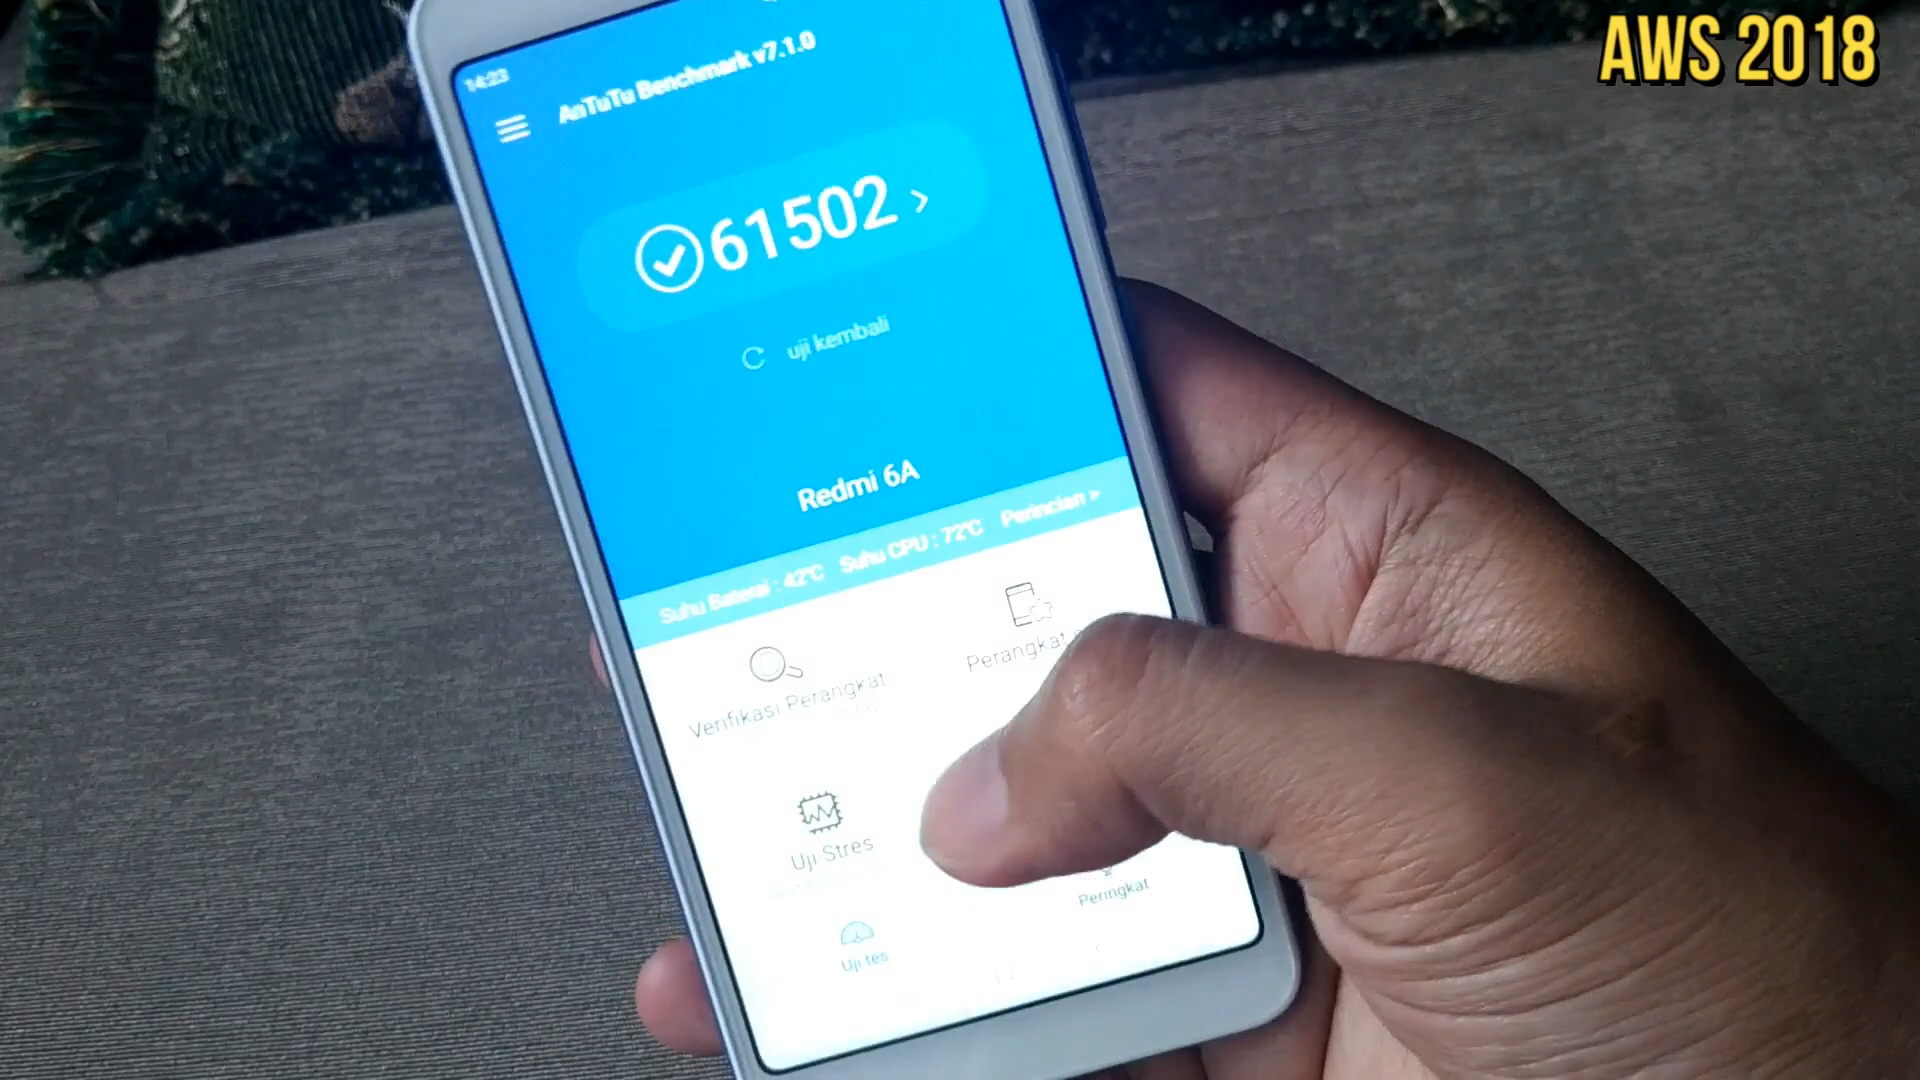 AWS 2018
14:23
AnTuTu Benchmark v7.1.0
61502 >
uji kembali
Redmi 6A
Suhu Baterai : 42℃ Suhu CPU : 72℃ Perincian >
Perangkat
Verifikasi Perangkat
Uji Stres
Peringkat
Uji tes